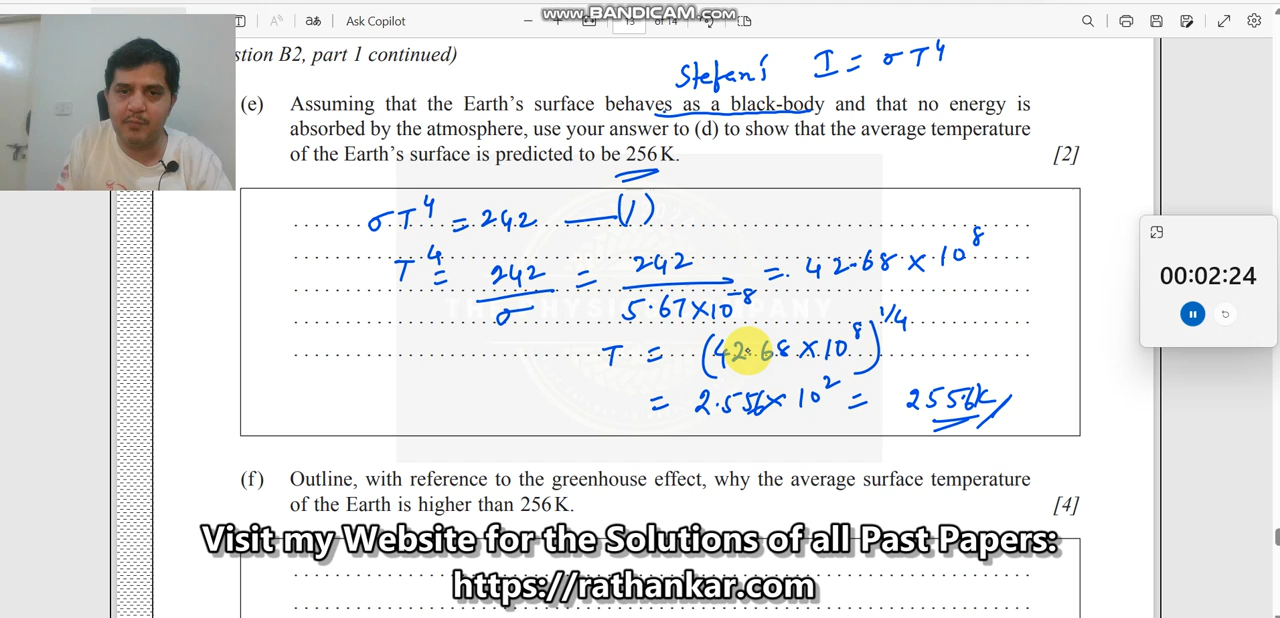 www.BANDICAM.com
Ask Copilot
stion B2, part 1 continued)
Stefan's I = σT⁴
(e) Assuming that the Earth's surface behaves as a black-body and that no energy is
absorbed by the atmosphere, use your answer to (d) to show that the average temperature
of the Earth's surface is predicted to be 256 K. [2]
σT⁴ = 242 —(1)
T⁴ = 242/σ = 242/5.67×10⁻⁸ = 42.68 × 10⁸
T = (42.68 × 10⁸)^1/4
= 2.556 × 10² = 255.6K
00:02:24
(f) Outline, with reference to the greenhouse effect, why the average surface temperature
of the Earth is higher than 256 K. [4]
Visit my Website for the Solutions of all Past Papers:
https://rathankar.com